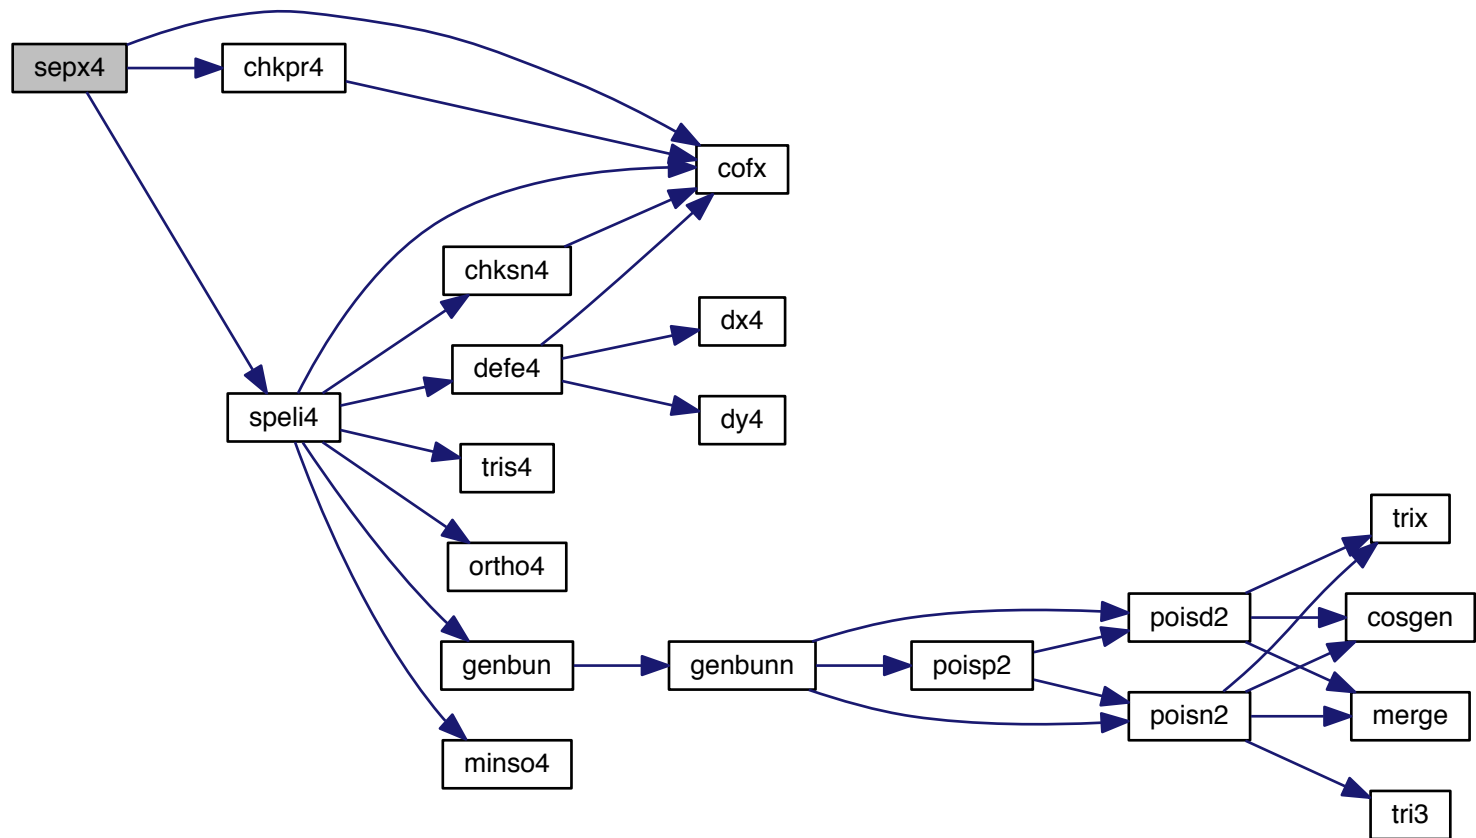 sepx4
chkpr4
cofx
chksn4
dx4
defe4
dy4
speli4
tris4
trix
ortho4
poisd2
cosgen
genbun
genbunn
poisp2
poisn2
merge
minso4
tri3